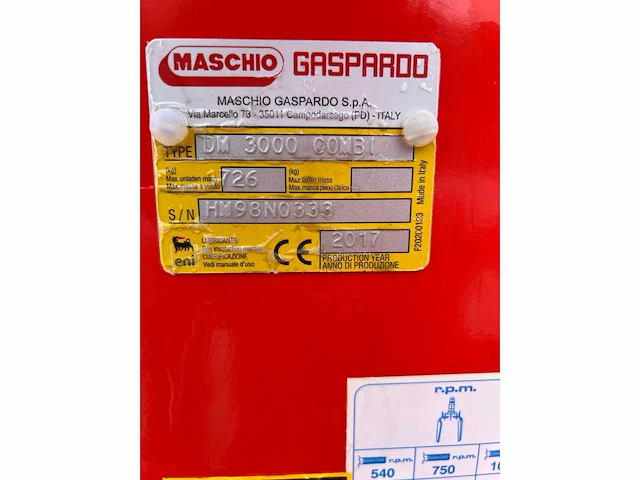 MASCHIO GASPARDO
MASCHIO GASPARDO S.p.A.
Via Marcello 73 - 35011 Campodarsego (PD) - ITALY
TYPE DM 3000 COMBI
(kg) (kg)
Max. unladen mass 1726 Max. laden mass
Max. massa a vuoto Max. massa pieno carico
S/N HM98N0333
Made in Italy
F20200123
eni
LUBRICANTS
See instruction manual
LUBRIFICAZIONE
Vedi manuale d'uso
CE
2017
PRODUCTION YEAR
ANNO DI PRODUZIONE
r.p.m.
r.p.m. r.p.m.
540 750